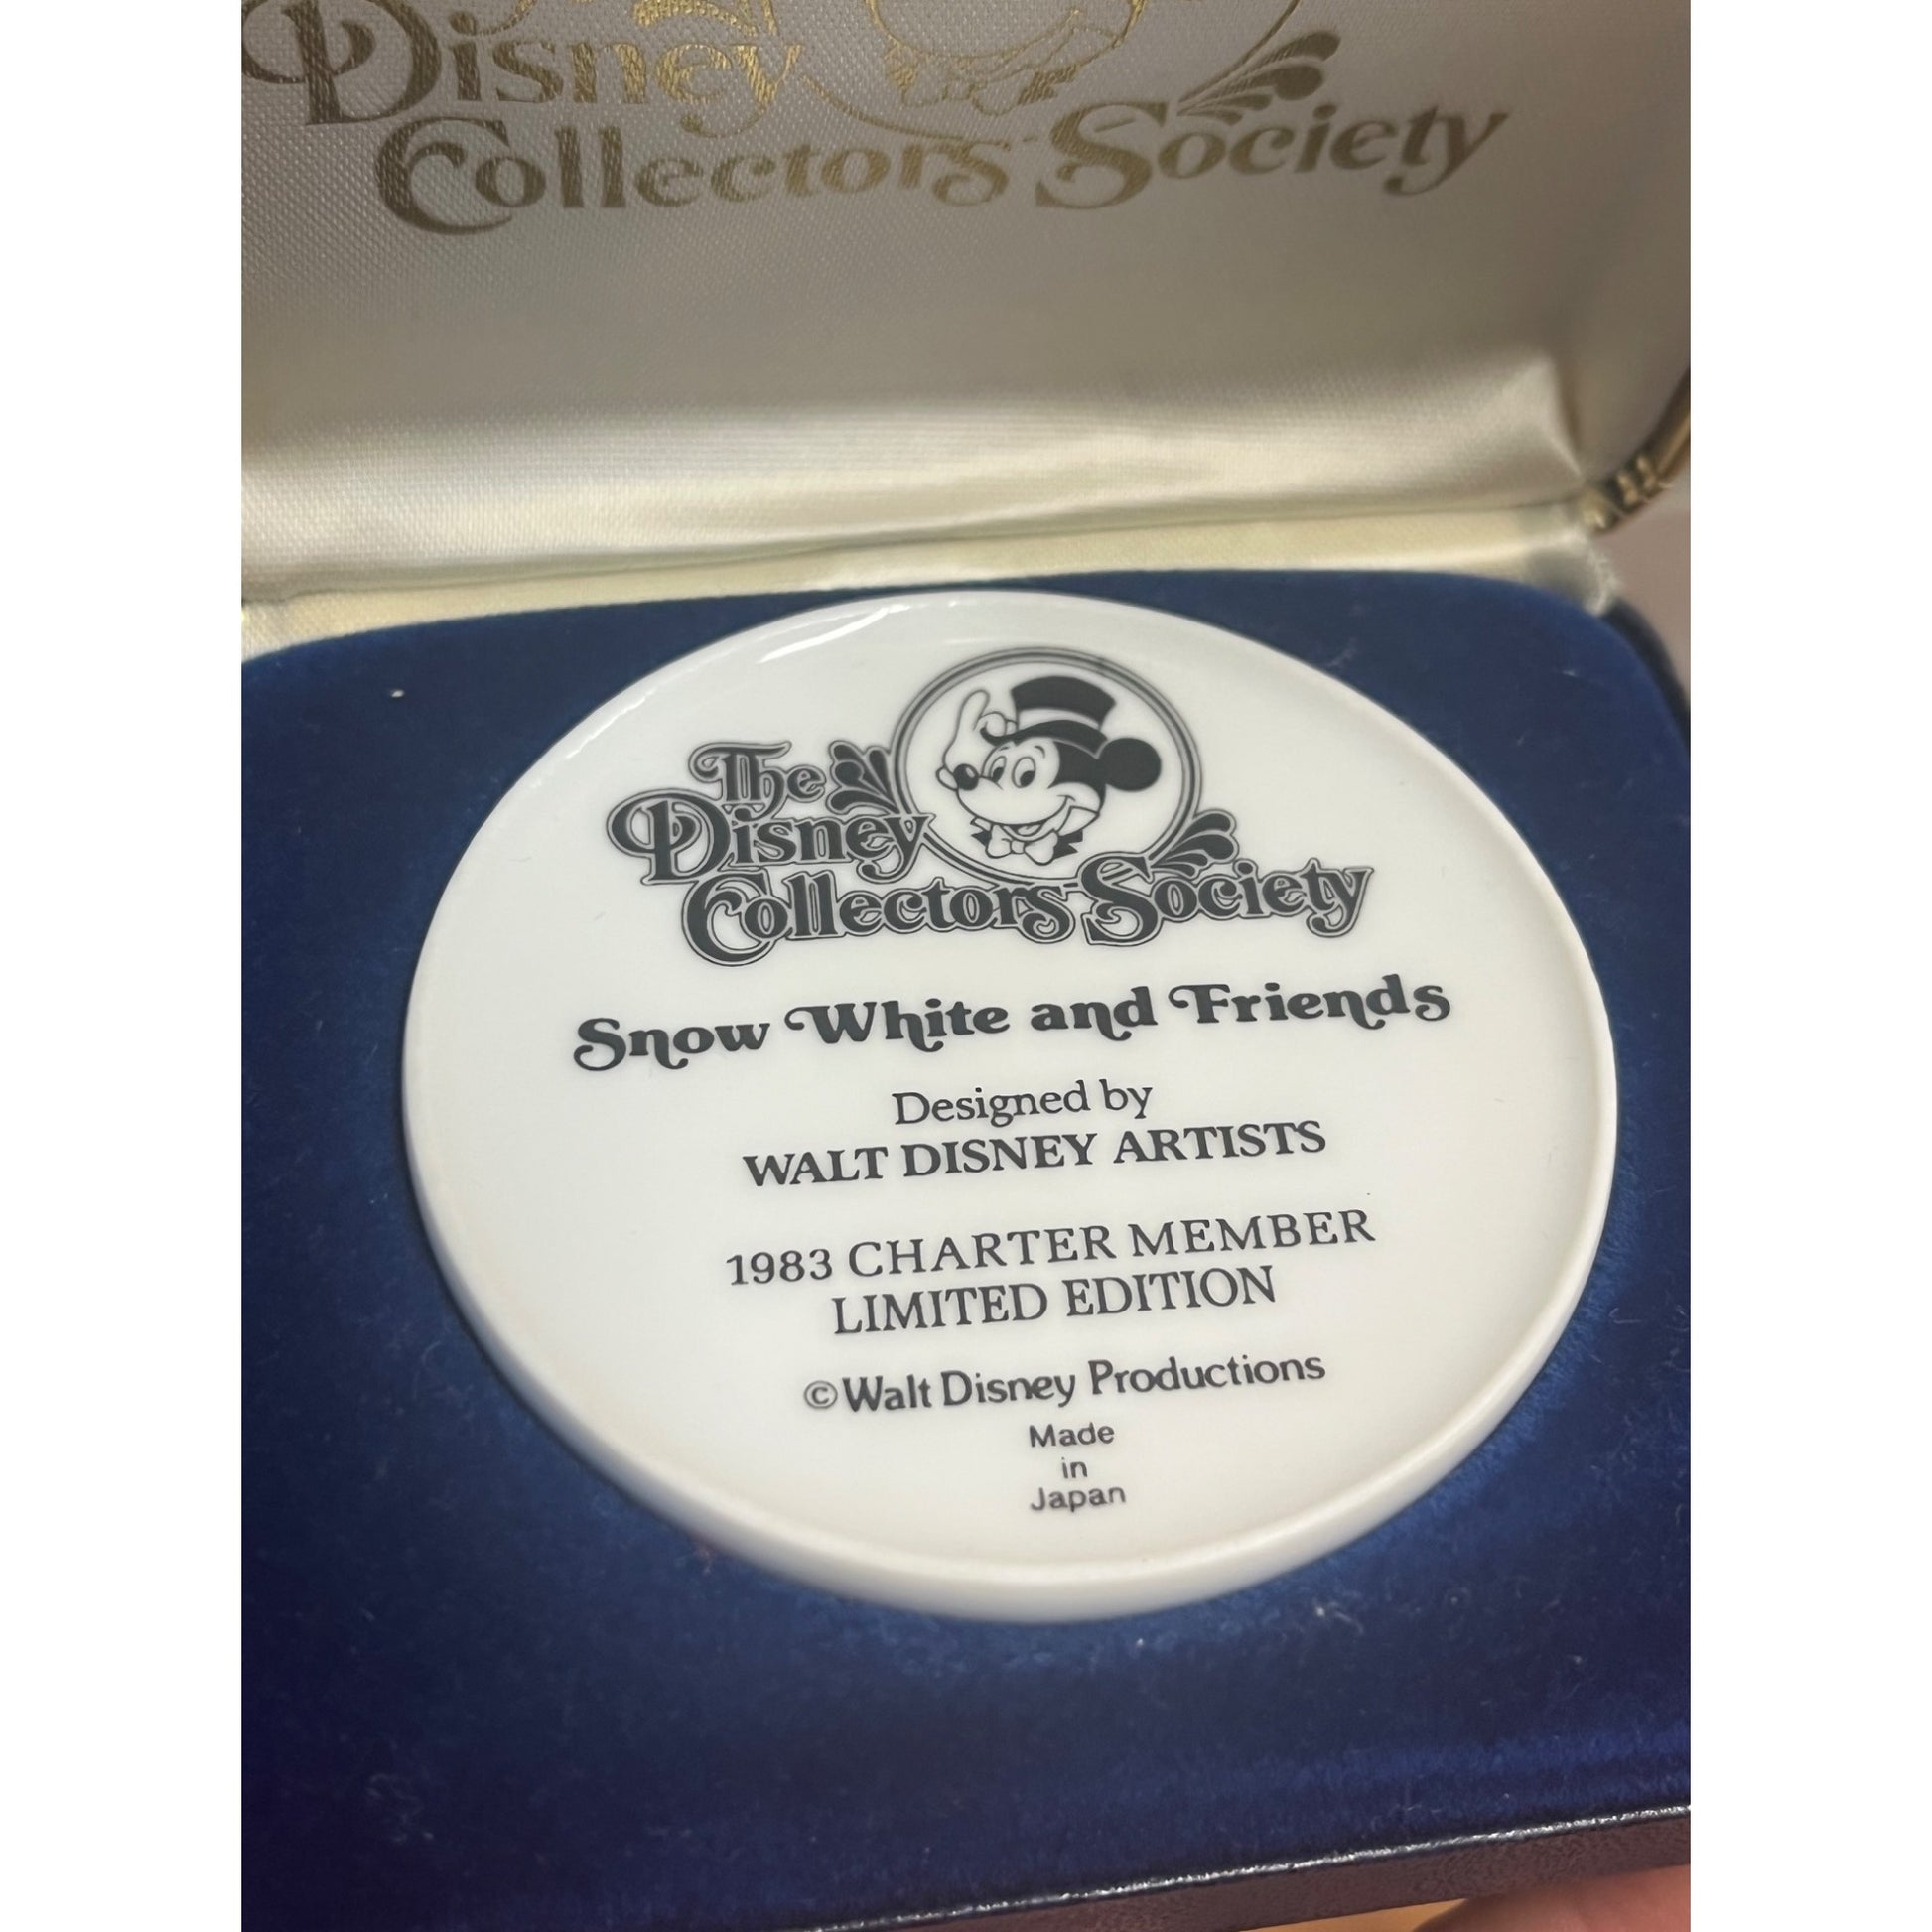 Disney
Collectors Society
The
Disney
Collectors Society
Snow White and Friends
Designed by
WALT DISNEY ARTISTS
1983 CHARTER MEMBER
LIMITED EDITION
©Walt Disney Productions
Made
in
Japan